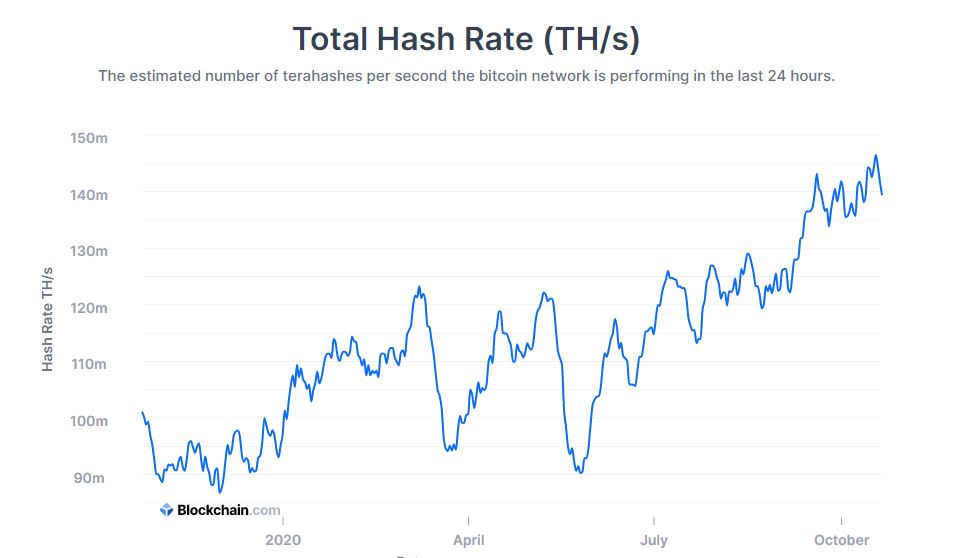 Total Hash Rate (TH/s)
The estimated number of terahashes per second the bitcoin network is performing in the last 24 hours.
150m
140m
130m
120m
110m
100m
90m
Hash Rate TH/s
Blockchain.com
2020 April July October